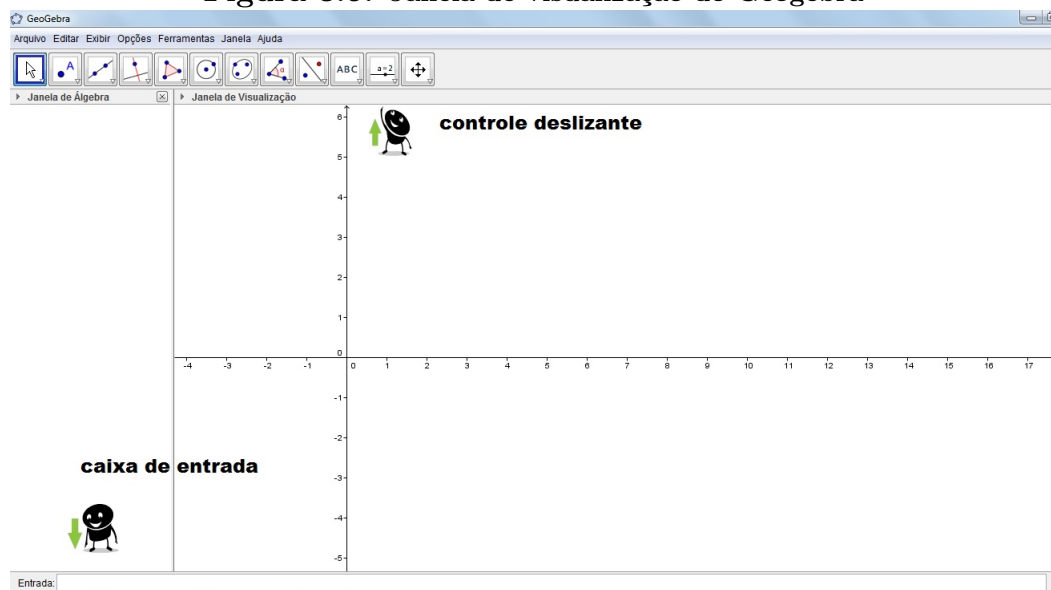 Figura 3.3: Janela de visualização do Geogebra
GeoGebra
Arquivo Editar Exibir Opções Ferramentas Janela Ajuda
A
α
ABC
a=2
Janela de Álgebra
Janela de Visualização
controle deslizante
6
5
4
3
2
1
0
-4 -3 -2 -1 0 1 2 3 4 5 6 7 8 9 10 11 12 13 14 15 16 17
-1
-2
caixa de entrada
-3
-4
-5
Entrada: